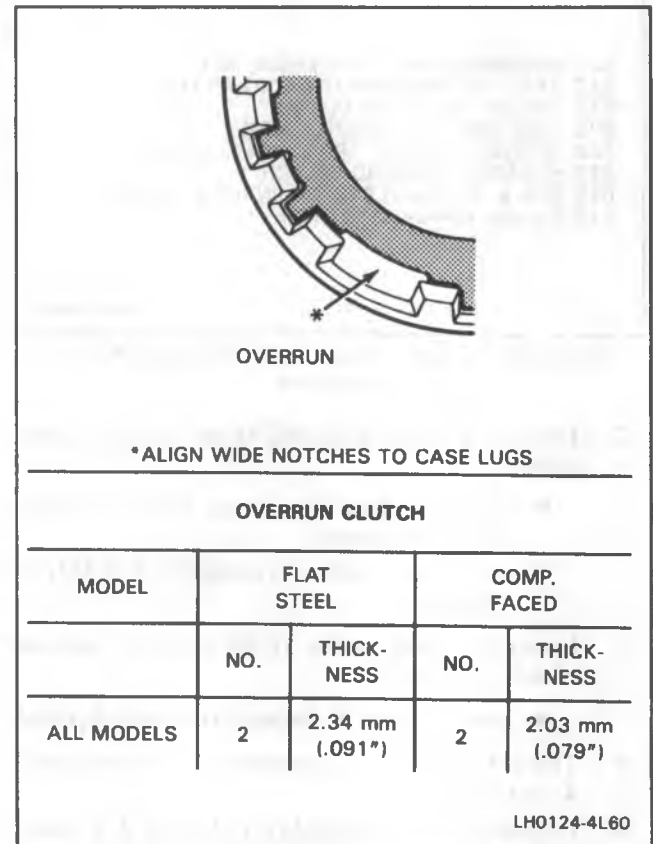 *
OVERRUN
*ALIGN WIDE NOTCHES TO CASE LUGS
OVERRUN CLUTCH
MODEL
FLAT
STEEL
COMP.
FACED
NO.
THICK-
NESS
NO.
THICK-
NESS
ALL MODELS
2
2.34 mm
(.091")
2
2.03 mm
(.079")
LH0124-4L60